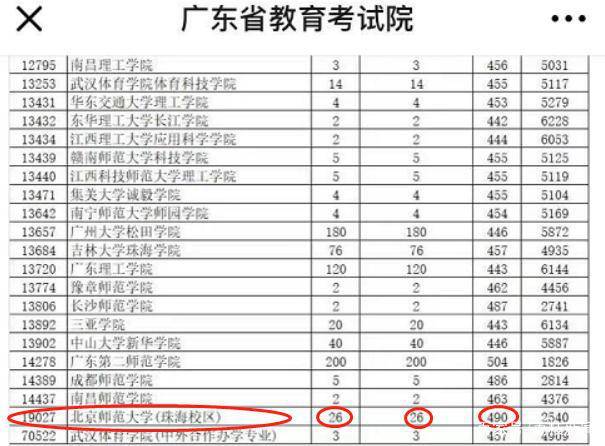 广东省教育考试院
12795 南昌理工学院 3 3 456 5031
13253 武汉体育学院体育科技学院 14 14 455 5117
13431 华东交通大学理工学院 4 4 453 5279
13432 东华理工大学长江学院 2 2 442 6228
13434 江西理工大学应用科学学院 2 2 444 6053
13439 赣南师范大学科技学院 5 5 455 5125
13440 江西科技师范大学理工学院 5 5 455 5119
13471 集美大学诚毅学院 4 4 455 5104
13642 南宁师范大学师园学院 4 4 454 5169
13657 广州大学松田学院 180 180 446 5872
13684 吉林大学珠海学院 76 76 457 4935
13720 广东理工学院 120 120 443 6144
13774 豫章师范学院 2 2 462 4456
13806 长沙师范学院 2 2 487 2741
13892 三亚学院 20 20 443 6134
13902 中山大学新华学院 40 40 446 5887
14278 广东第二师范学院 200 200 504 1826
14389 成都师范学院 5 5 486 2814
14437 南昌师范学院 2 2 463 4376
19027 北京师范大学(珠海校区) 26 26 490 2540
70522 武汉体育学院(中外合作办学专业) 3 3 457 4969